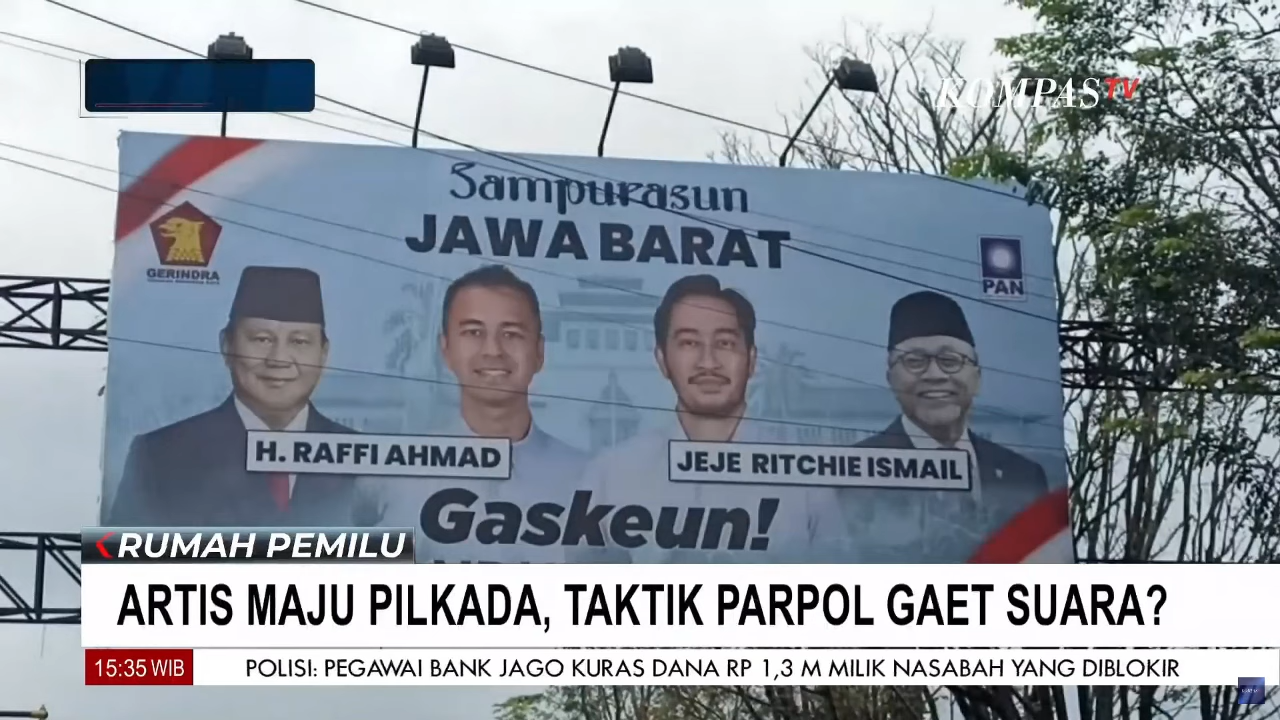 KOMPASTV
Sampurasun
JAWA BARAT
GERINDRA
PAN
H. RAFFI AHMAD
JEJE RITCHIE ISMAIL
Gaskeun!
RUMAH PEMILU
ARTIS MAJU PILKADA, TAKTIK PARPOL GAET SUARA?
15:35 WIB
POLISI: PEGAWAI BANK JAGO KURAS DANA RP 1,3 M MILIK NASABAH YANG DIBLOKIR